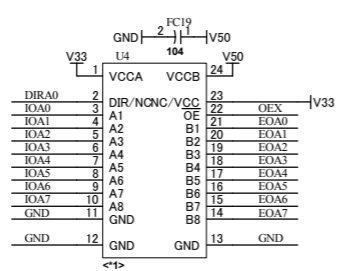 FC19
GND 2 1 V50
104
V33 U4 V50
1 VCCA VCCB 24
DIRA0 2 DIR/NC NC/VCC 23 V33
IOA0 3 A1 OE 22 OEX
IOA1 4 A2 B1 21 EOA0
IOA2 5 A3 B2 20 EOA1
IOA3 6 A4 B3 19 EOA2
IOA4 7 A5 B4 18 EOA3
IOA5 8 A6 B5 17 EOA4
IOA6 9 A7 B6 16 EOA5
IOA7 10 A8 B7 15 EOA6
GND 11 GND B8 14 EOA7
GND 12 GND GND 13 GND
<*1>